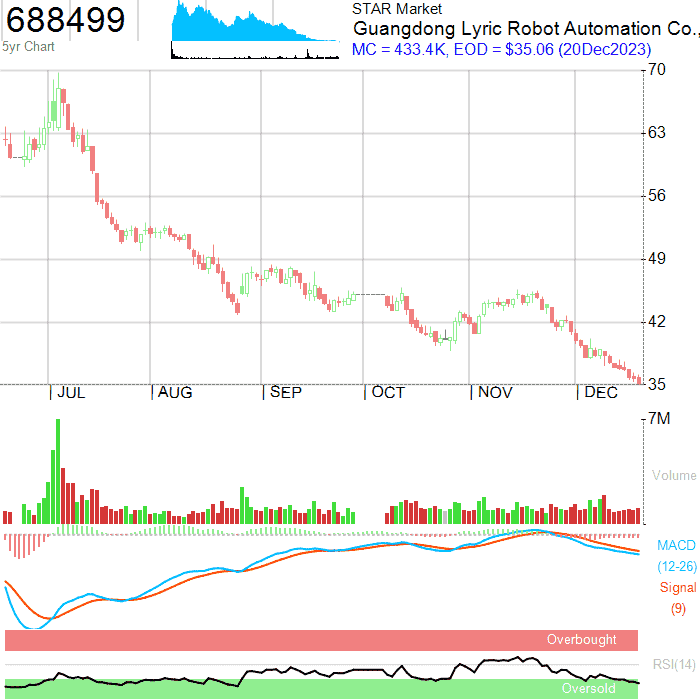 688499
5yr Chart
STAR Market
Guangdong Lyric Robot Automation Co.,
MC = 433.4K, EOD = $35.06 (20Dec2023)
70
63
56
49
42
35
JUL
AUG
SEP
OCT
NOV
DEC
7M
Volume
MACD
(12-26)
Signal
(9)
Overbought
RSI(14)
Oversold